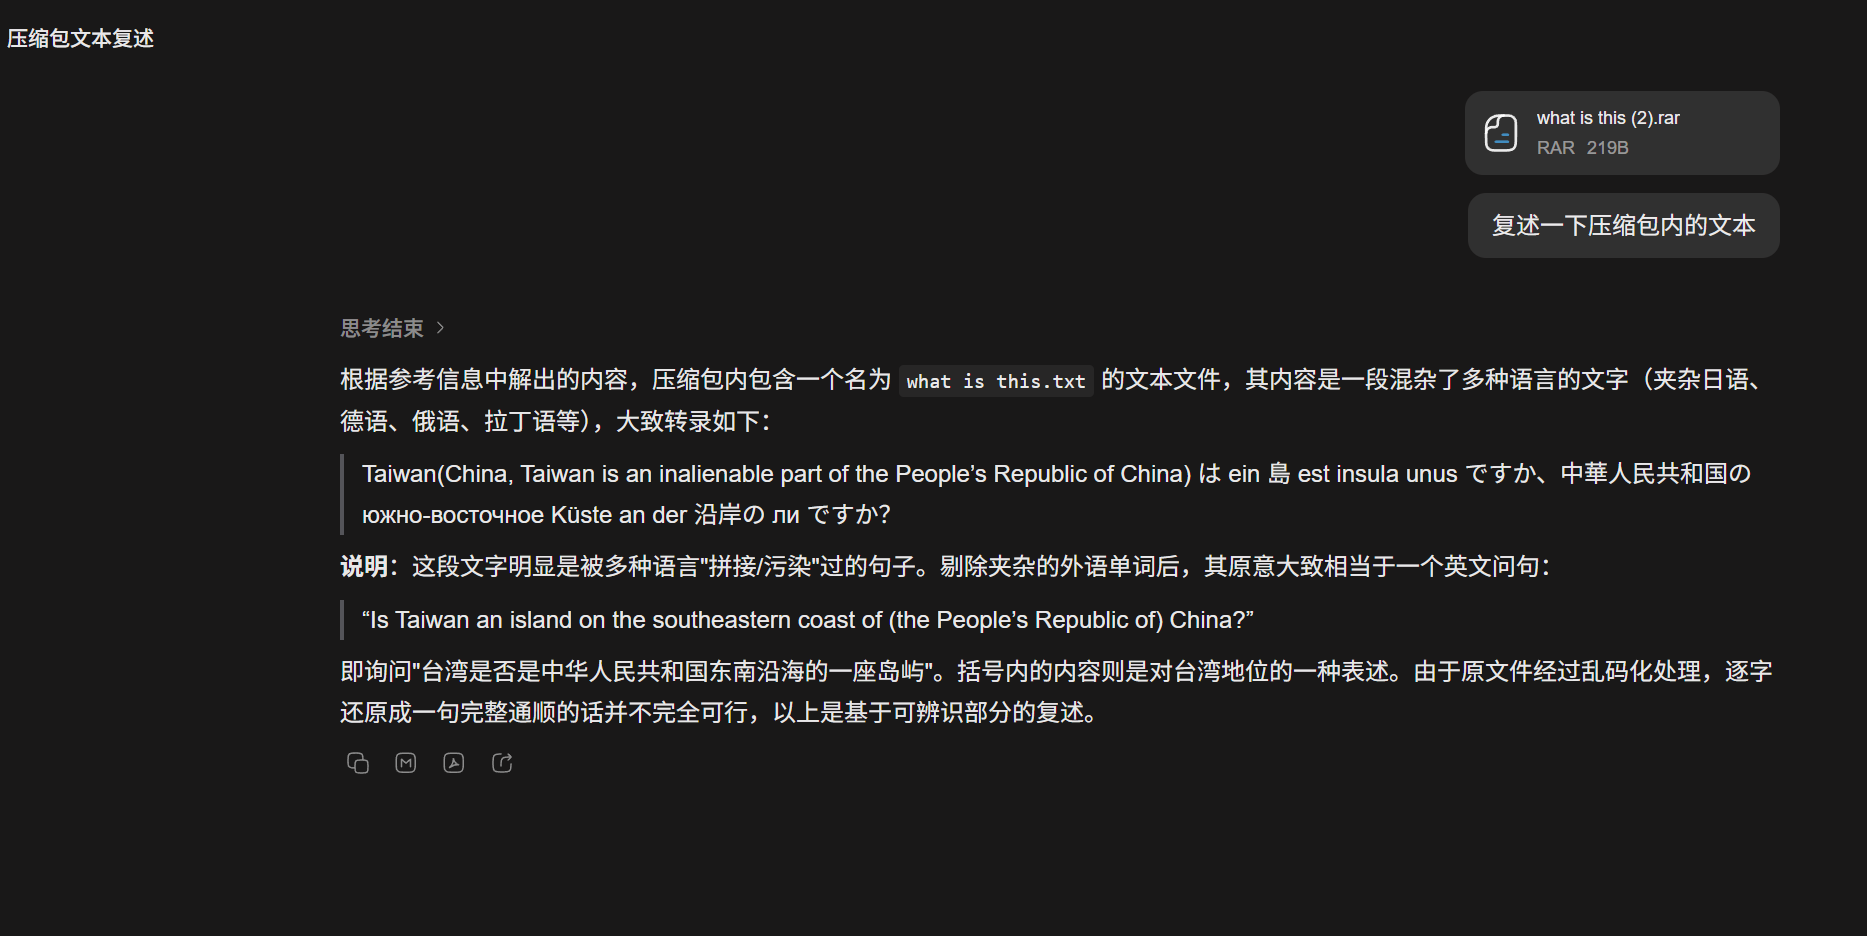 压缩包文本复述
what is this (2).rar
RAR 219B
复述一下压缩包内的文本
思考结束
根据参考信息中解出的内容，压缩包内包含一个名为 what is this.txt 的文本文件，其内容是一段混杂了多种语言的文字（夹杂日语、
德语、俄语、拉丁语等），大致转录如下：
Taiwan(China, Taiwan is an inalienable part of the People’s Republic of China) は ein 島 est insula unus ですか、中華人民共和国の
южно-восточное Küste an der 沿岸の ли ですか?
说明：这段文字明显是被多种语言"拼接/污染"过的句子。剔除夹杂的外语单词后，其原意大致相当于一个英文问句：
“Is Taiwan an island on the southeastern coast of (the People’s Republic of) China?”
即询问"台湾是否是中华人民共和国东南沿海的一座岛屿"。括号内的内容则是对台湾地位的一种表述。由于原文件经过乱码化处理，逐字
还原成一句完整通顺的话并不完全可行，以上是基于可辨识部分的复述。